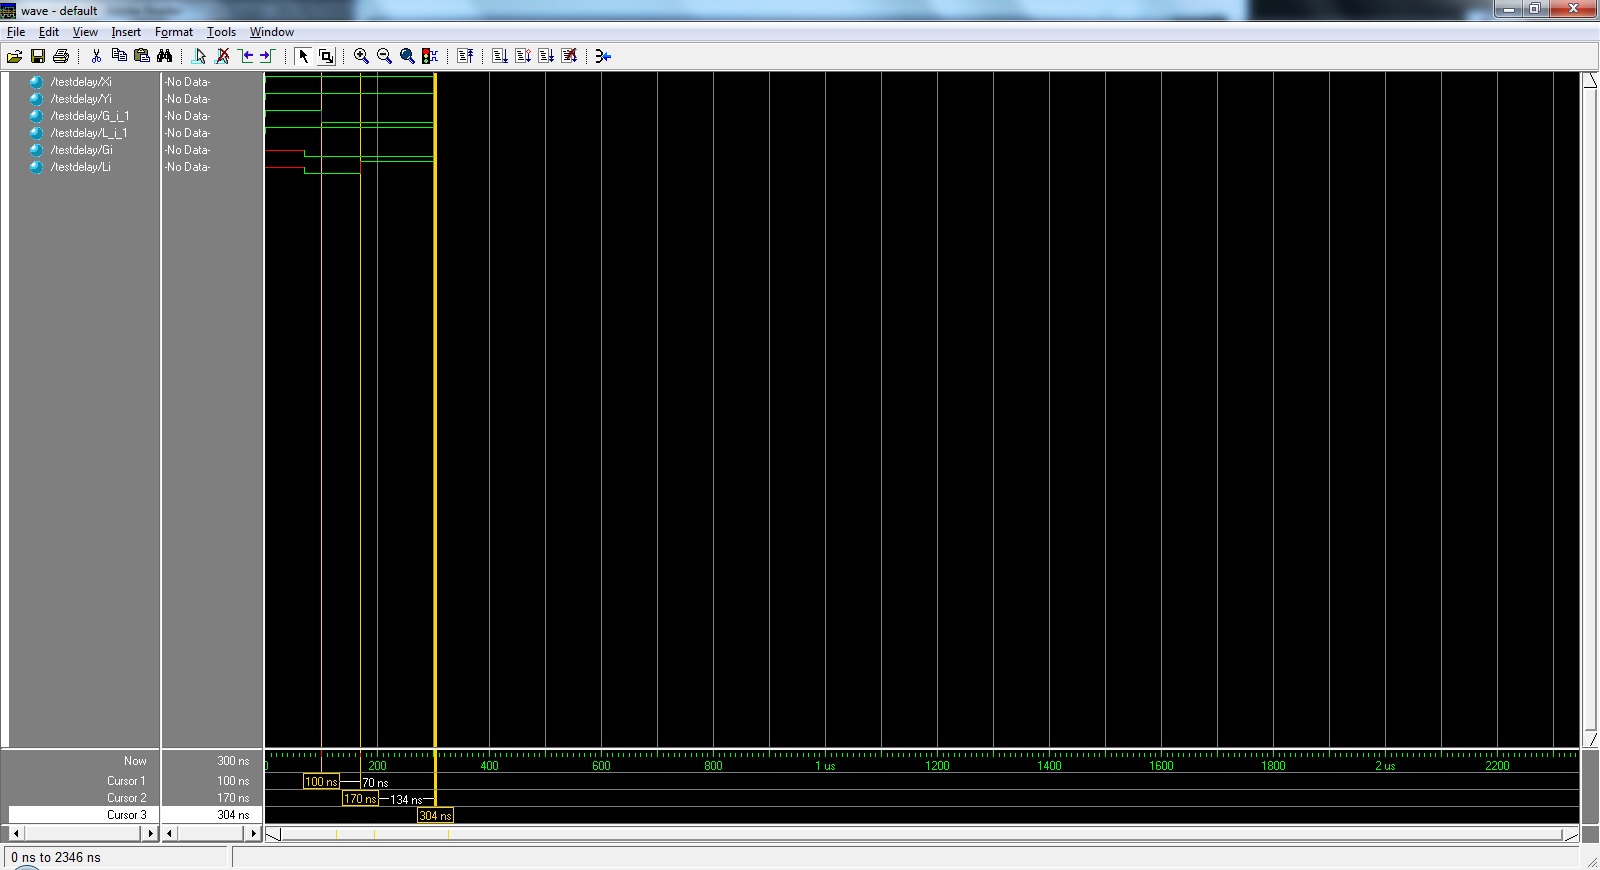 wave - default
File Edit View Insert Format Tools Window
/testdelay/Xi -No Data-
/testdelay/Yi -No Data-
/testdelay/G_i_1 -No Data-
/testdelay/L_i_1 -No Data-
/testdelay/Gi -No Data-
/testdelay/Li -No Data-
Now 300 ns 0 200 400 600 800 1 us 1200 1400 1600 1800 2 us 2200
Cursor 1 100 ns 100 ns 70 ns
Cursor 2 170 ns 170 ns 134 ns
Cursor 3 304 ns 304 ns
0 ns to 2346 ns